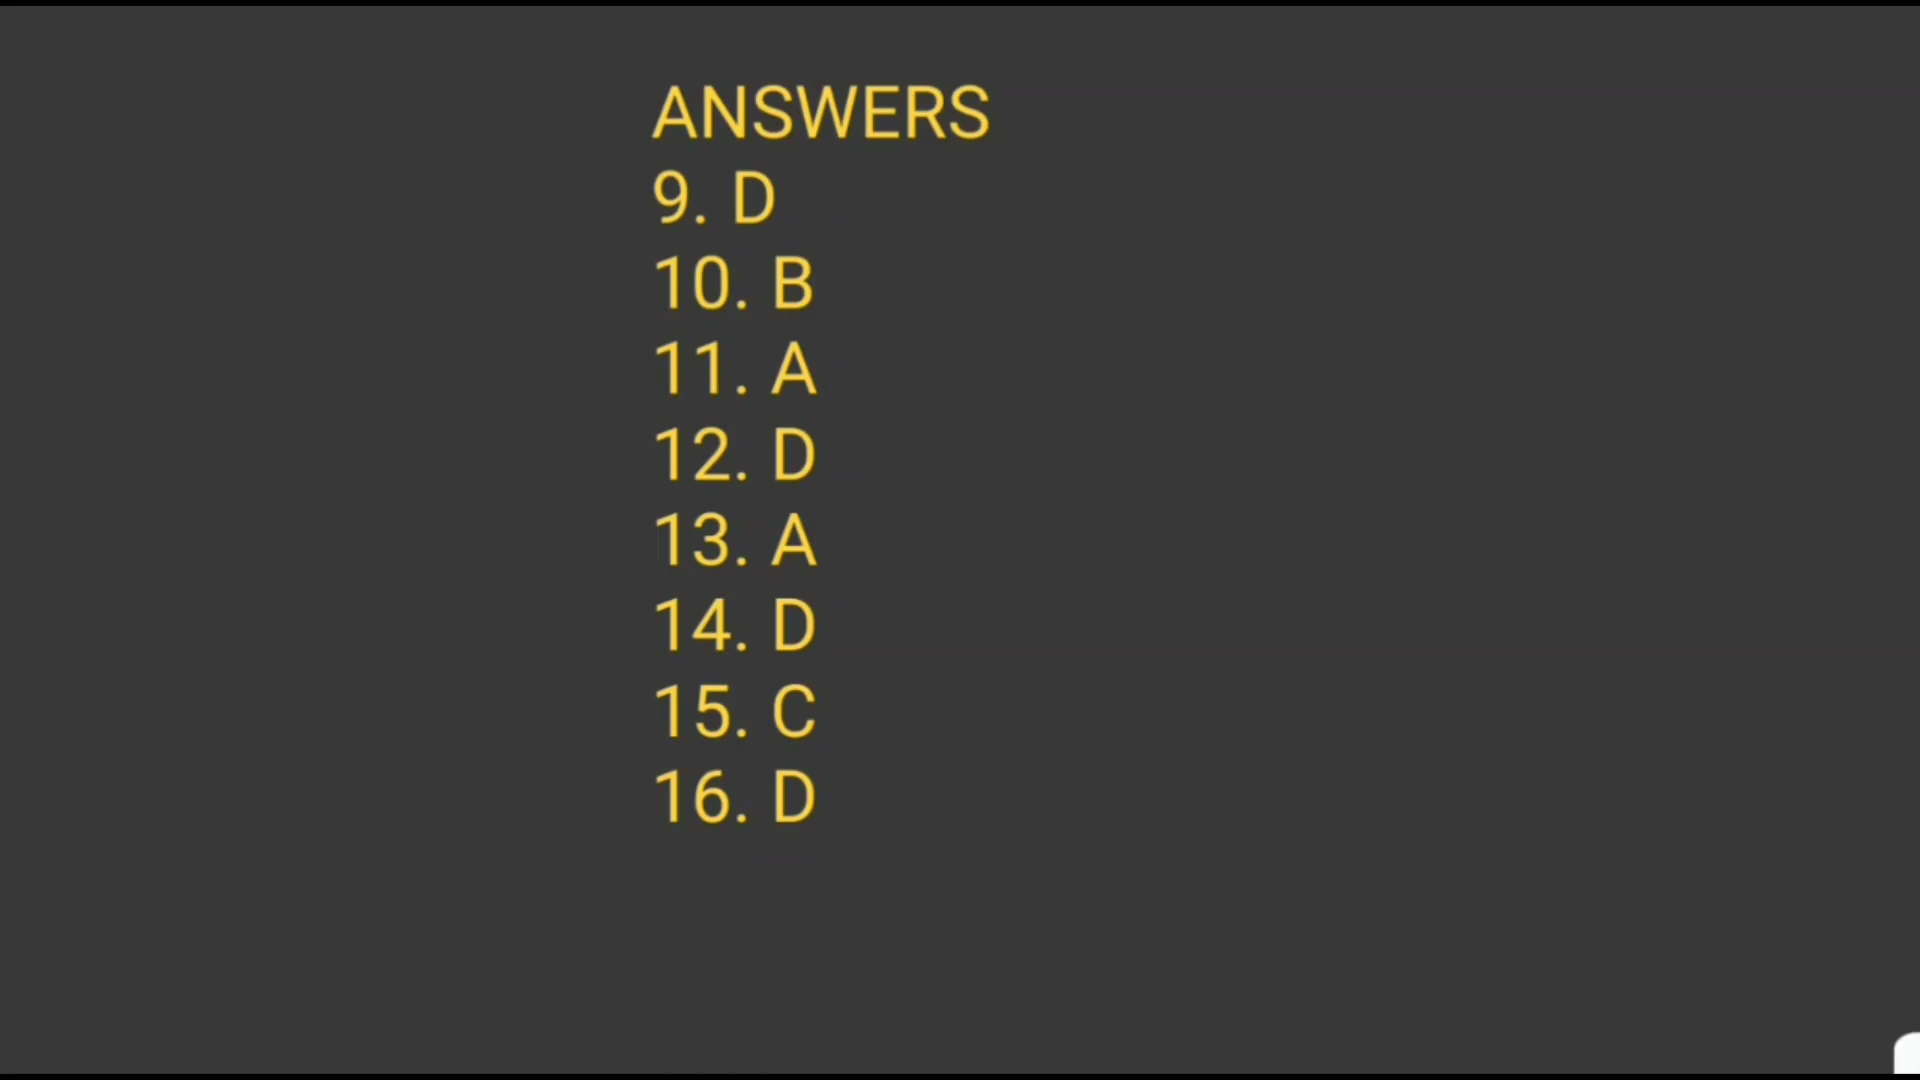 ANSWERS
9. D
10. B
11. A
12. D
13. A
14. D
15. C
16. D